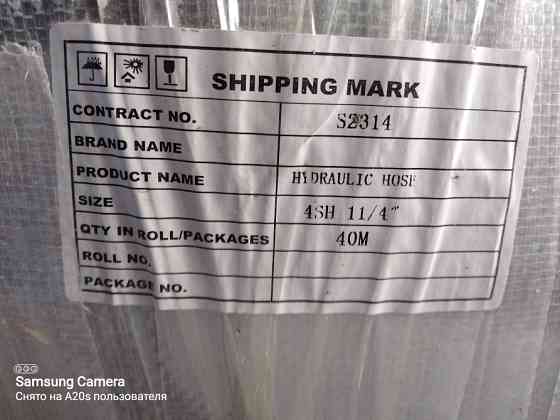 SHIPPING MARK
CONTRACT NO. S2314
BRAND NAME
PRODUCT NAME HYDRAULIC HOSE
SIZE 4SH 11/4"
QTY IN ROLL/PACKAGES 40M
ROLL NO.
PACKAGE NO.
Samsung Camera
Снято на A20s пользователя